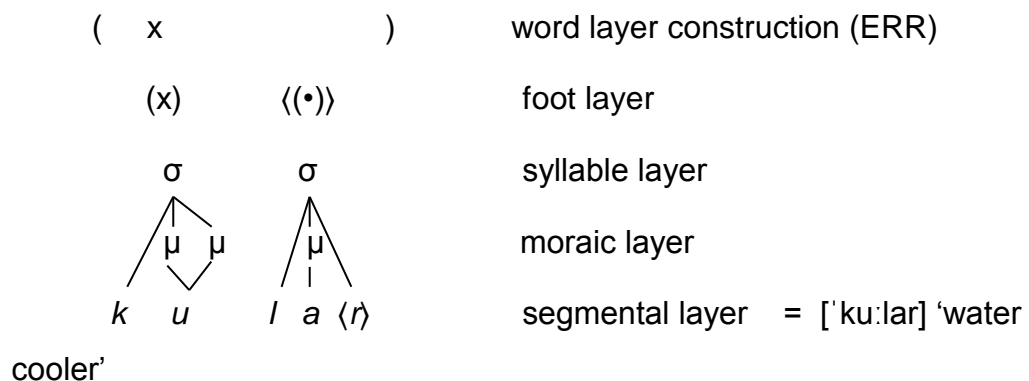 ( x ) word layer construction (ERR)
(x) ⟨(•)⟩ foot layer
σ σ syllable layer
μ μ μ moraic layer
k u l a ⟨r⟩ segmental layer = [ˈkuːlar] ‘water
cooler’